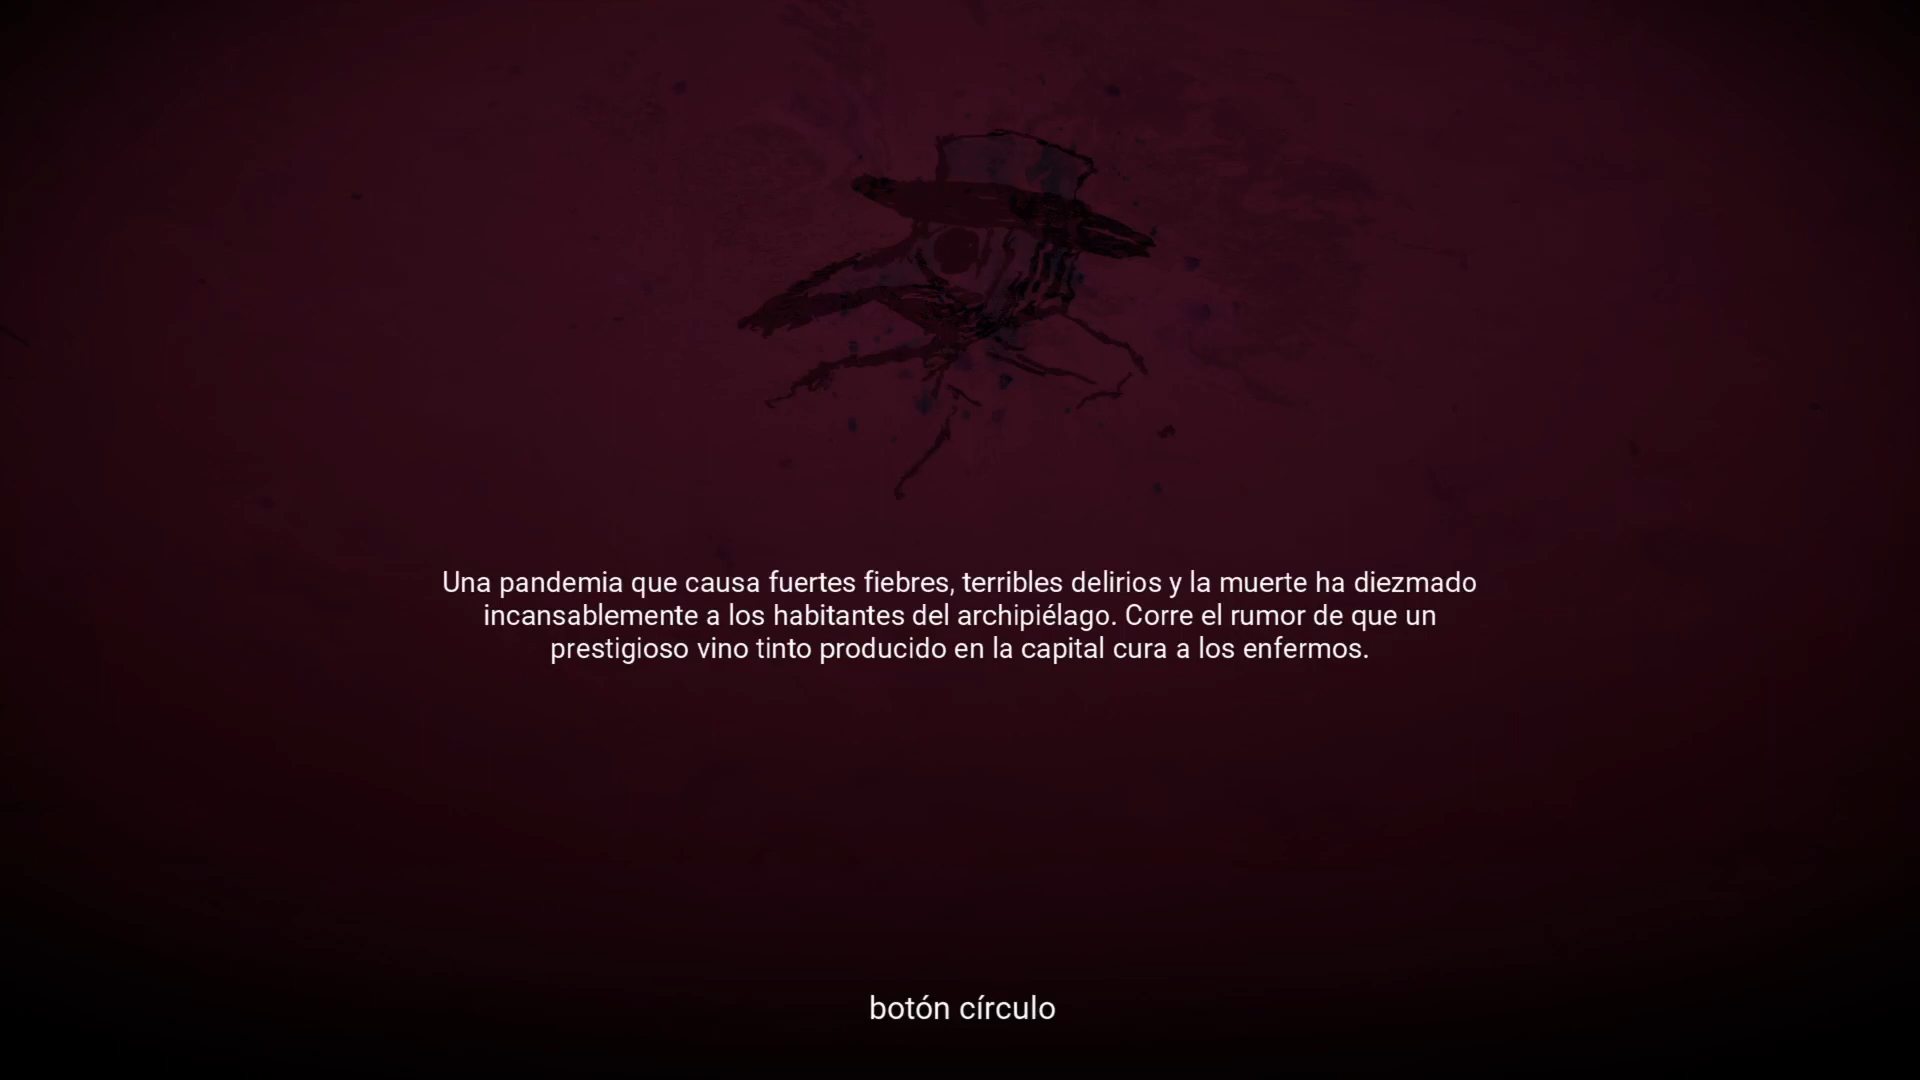 Una pandemia que causa fuertes fiebres, terribles delirios y la muerte ha diezmado
incansablemente a los habitantes del archipiélago. Corre el rumor de que un
prestigioso vino tinto producido en la capital cura a los enfermos.
botón círculo